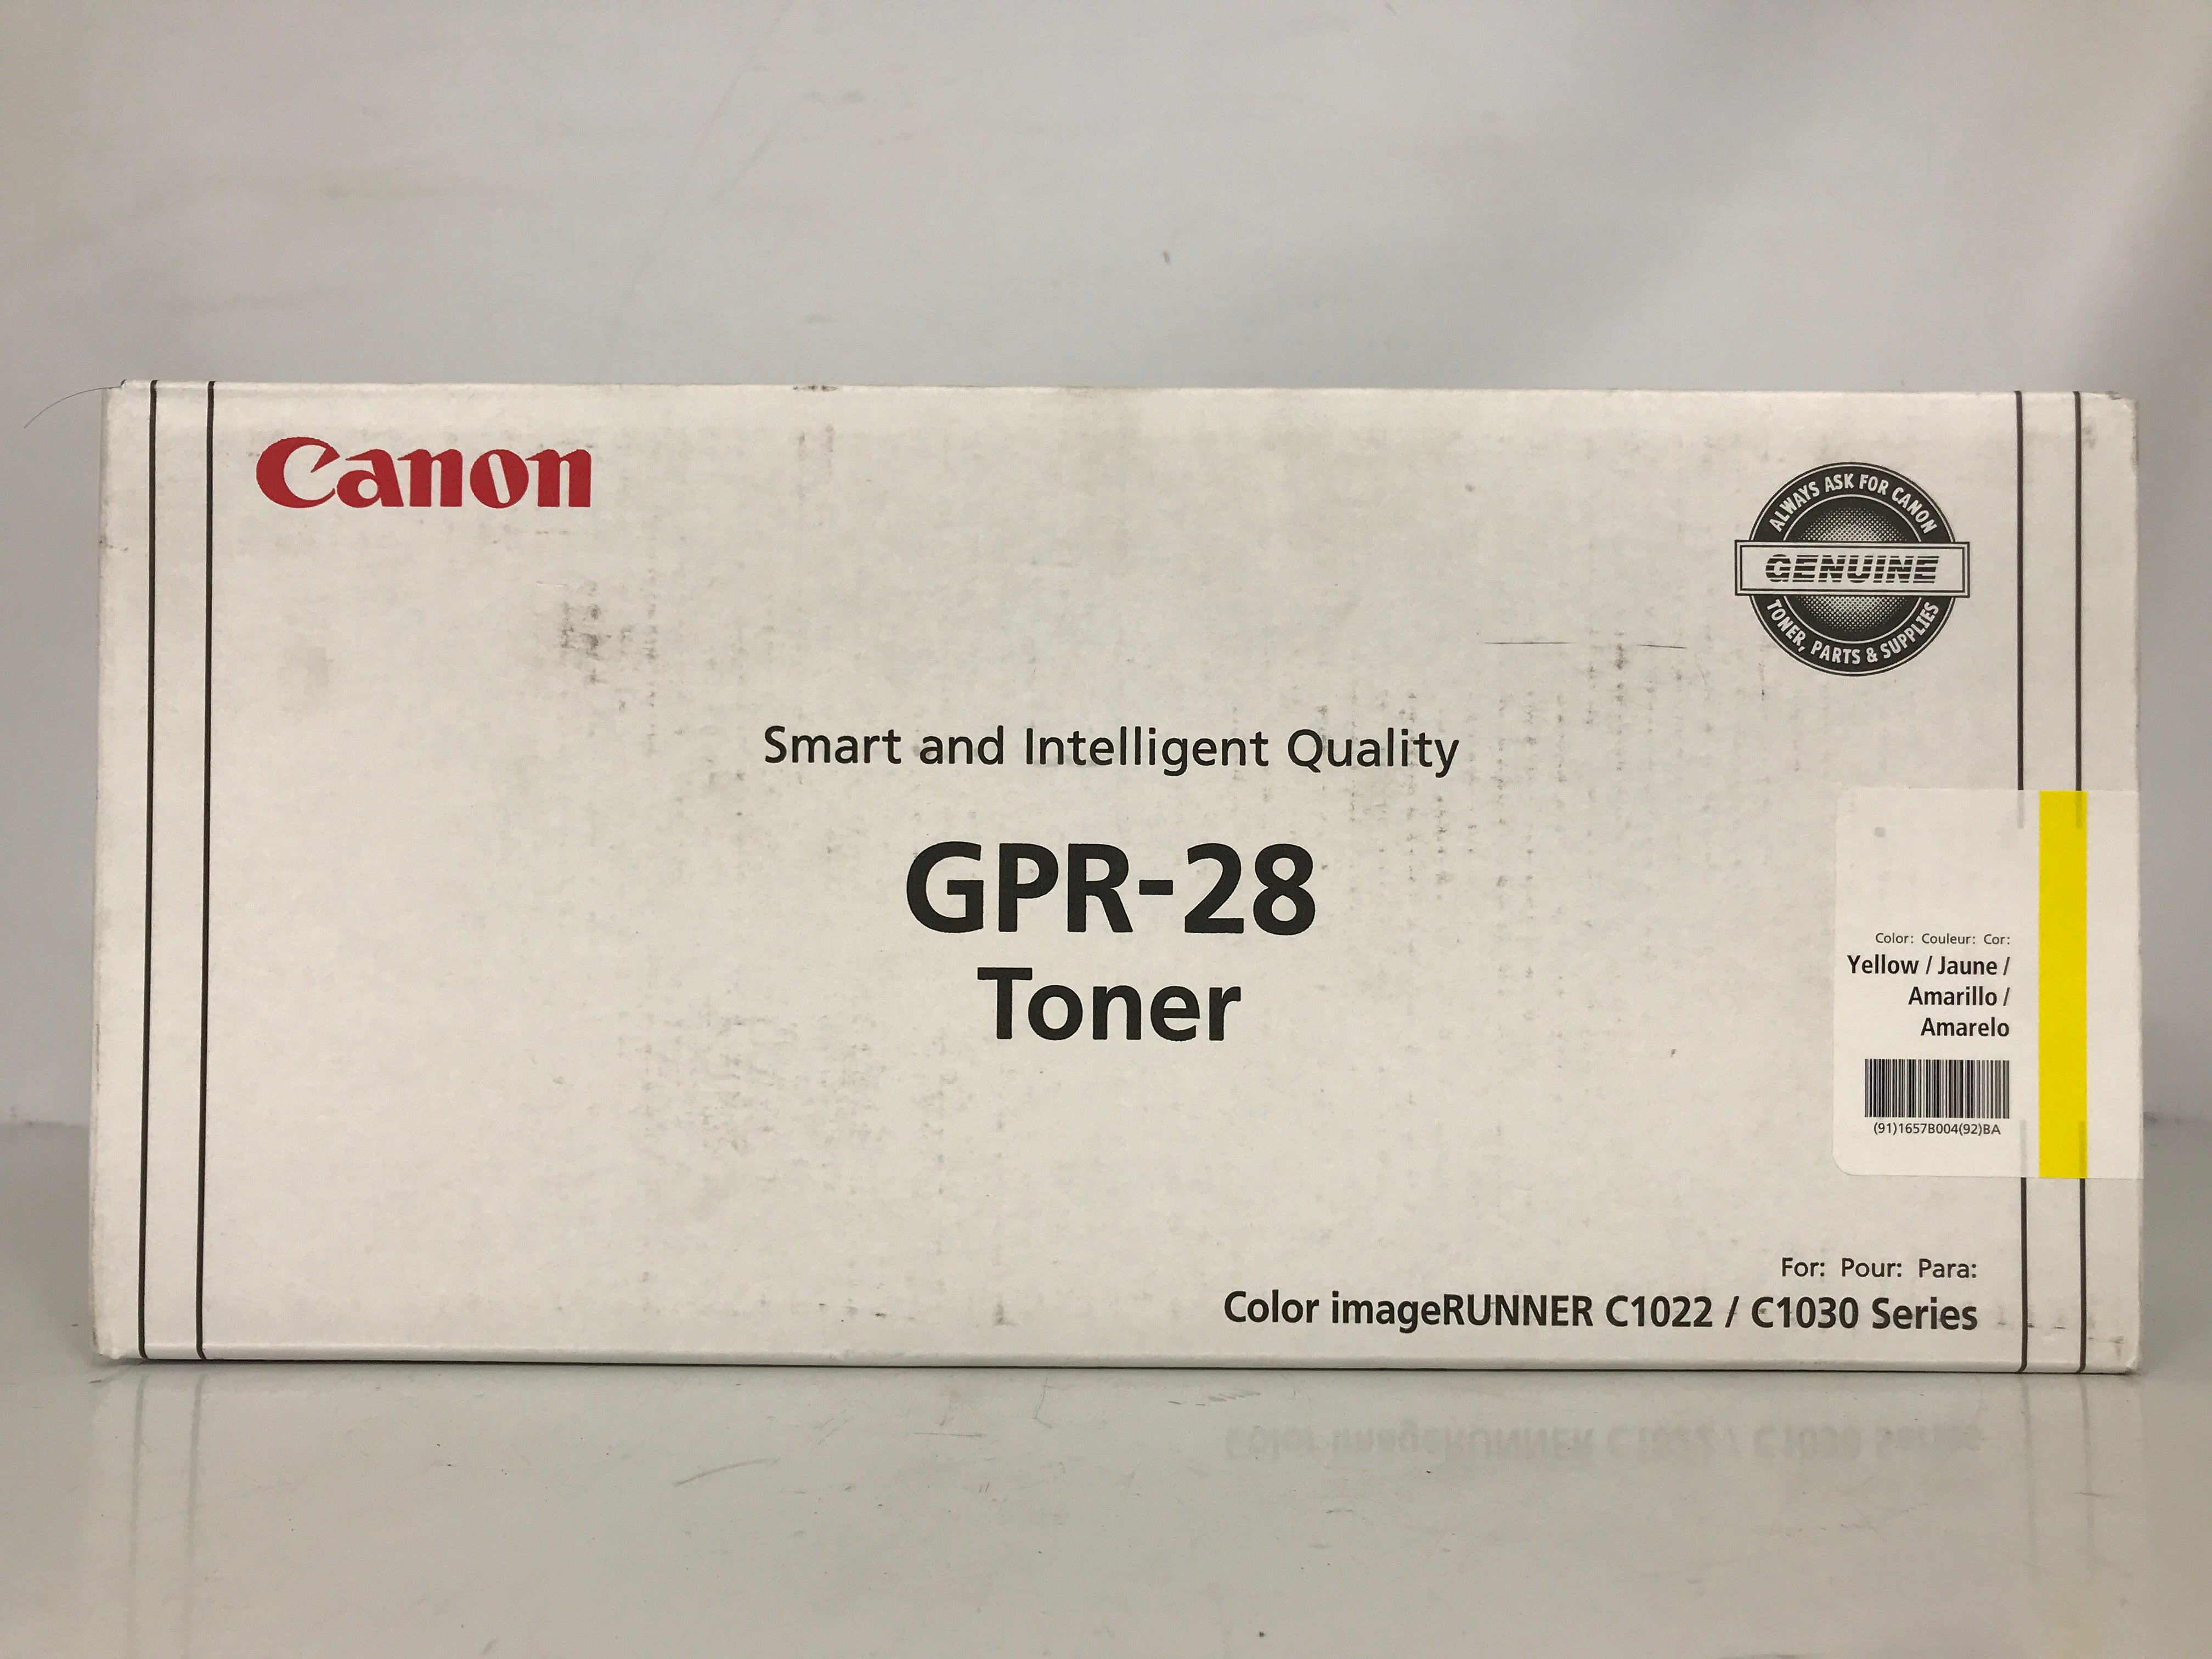 Canon
ALWAYS ASK FOR CANON
GENUINE
TONER, PARTS & SUPPLIES
Smart and Intelligent Quality
GPR-28
Toner
Color: Couleur: Cor:
Yellow / Jaune /
Amarillo /
Amarelo
(91)1657B004(92)BA
For: Pour: Para:
Color imageRUNNER C1022 / C1030 Series